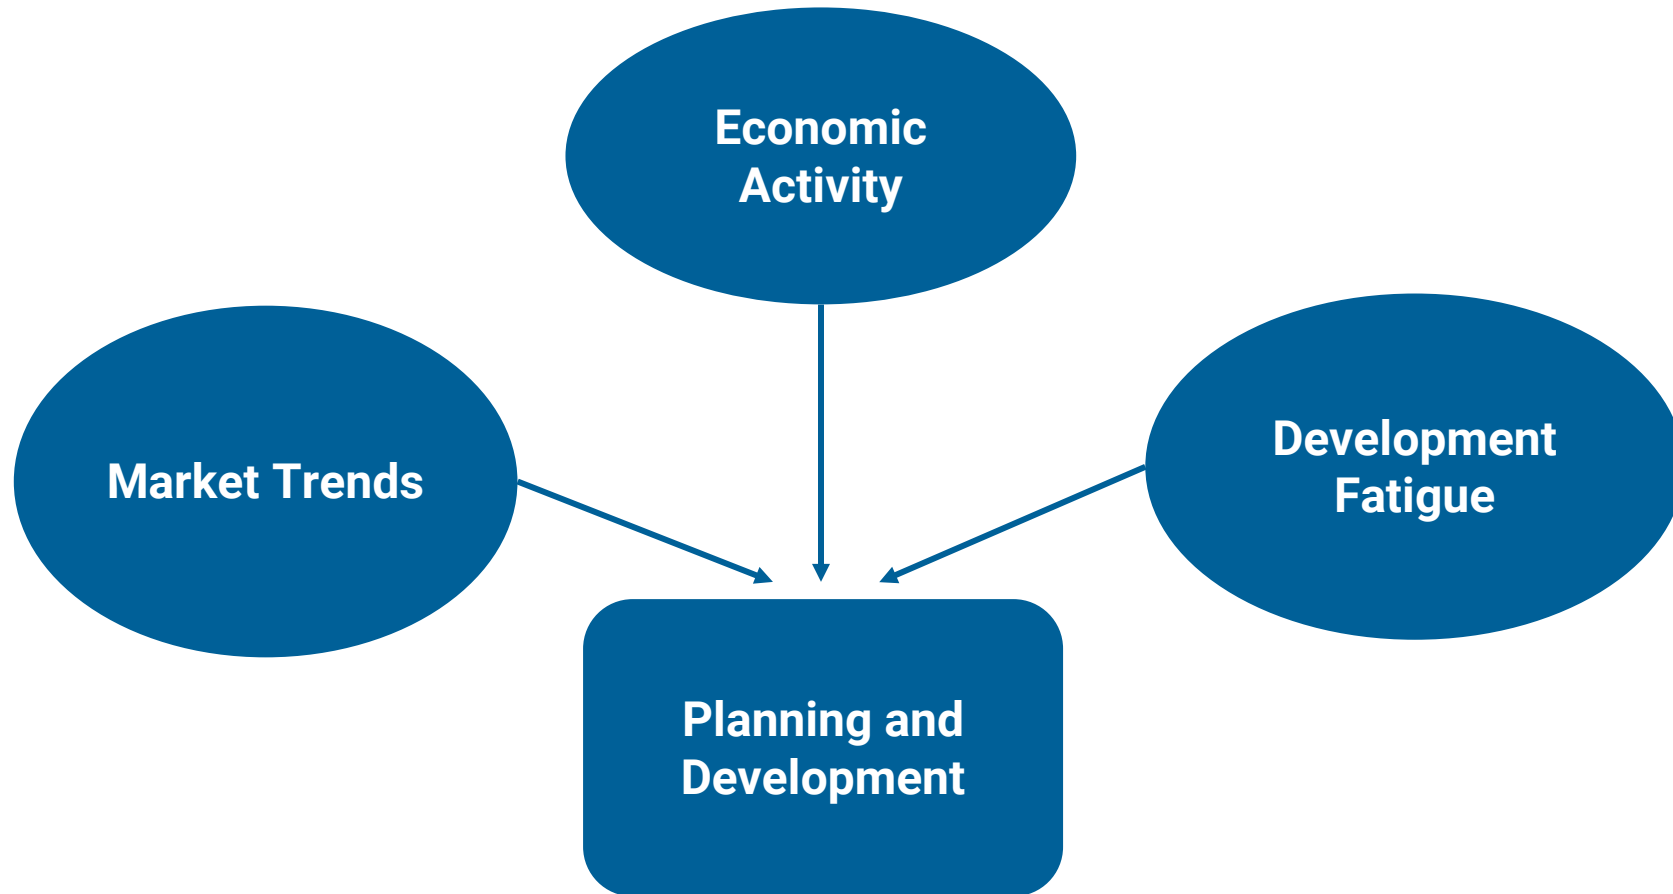 Economic
Activity
Market Trends
Development
Fatigue
Planning and
Development